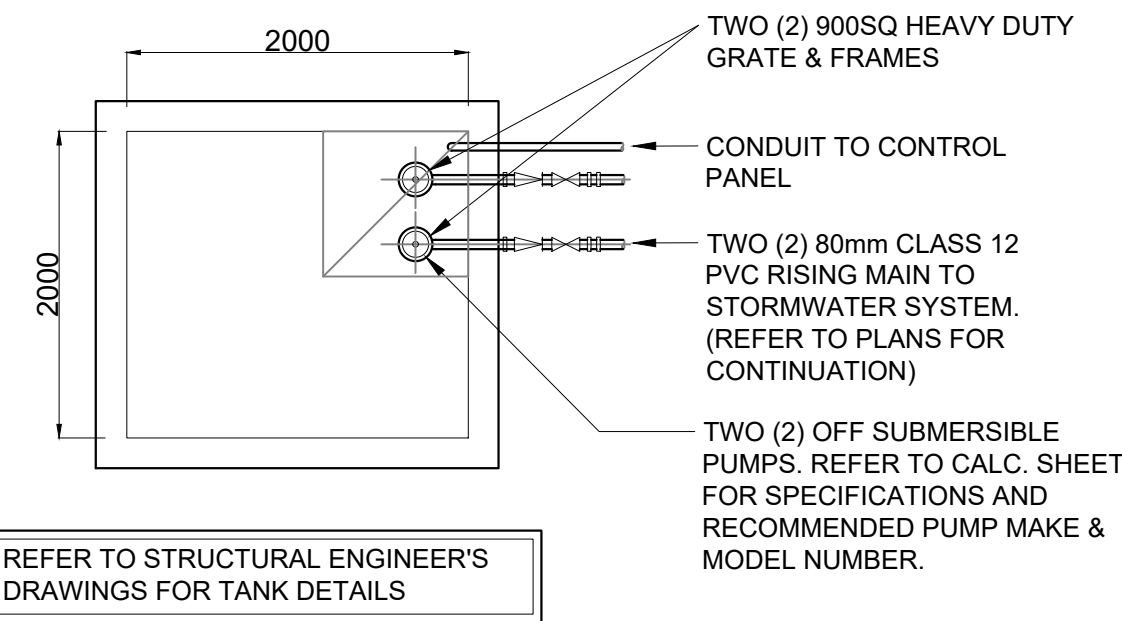 2000
2000
TWO (2) 900SQ HEAVY DUTY
GRATE & FRAMES
CONDUIT TO CONTROL
PANEL
TWO (2) 80mm CLASS 12
PVC RISING MAIN TO
STORMWATER SYSTEM.
(REFER TO PLANS FOR
CONTINUATION)
TWO (2) OFF SUBMERSIBLE
PUMPS. REFER TO CALC. SHEET
FOR SPECIFICATIONS AND
RECOMMENDED PUMP MAKE &
MODEL NUMBER.
REFER TO STRUCTURAL ENGINEER'S
DRAWINGS FOR TANK DETAILS